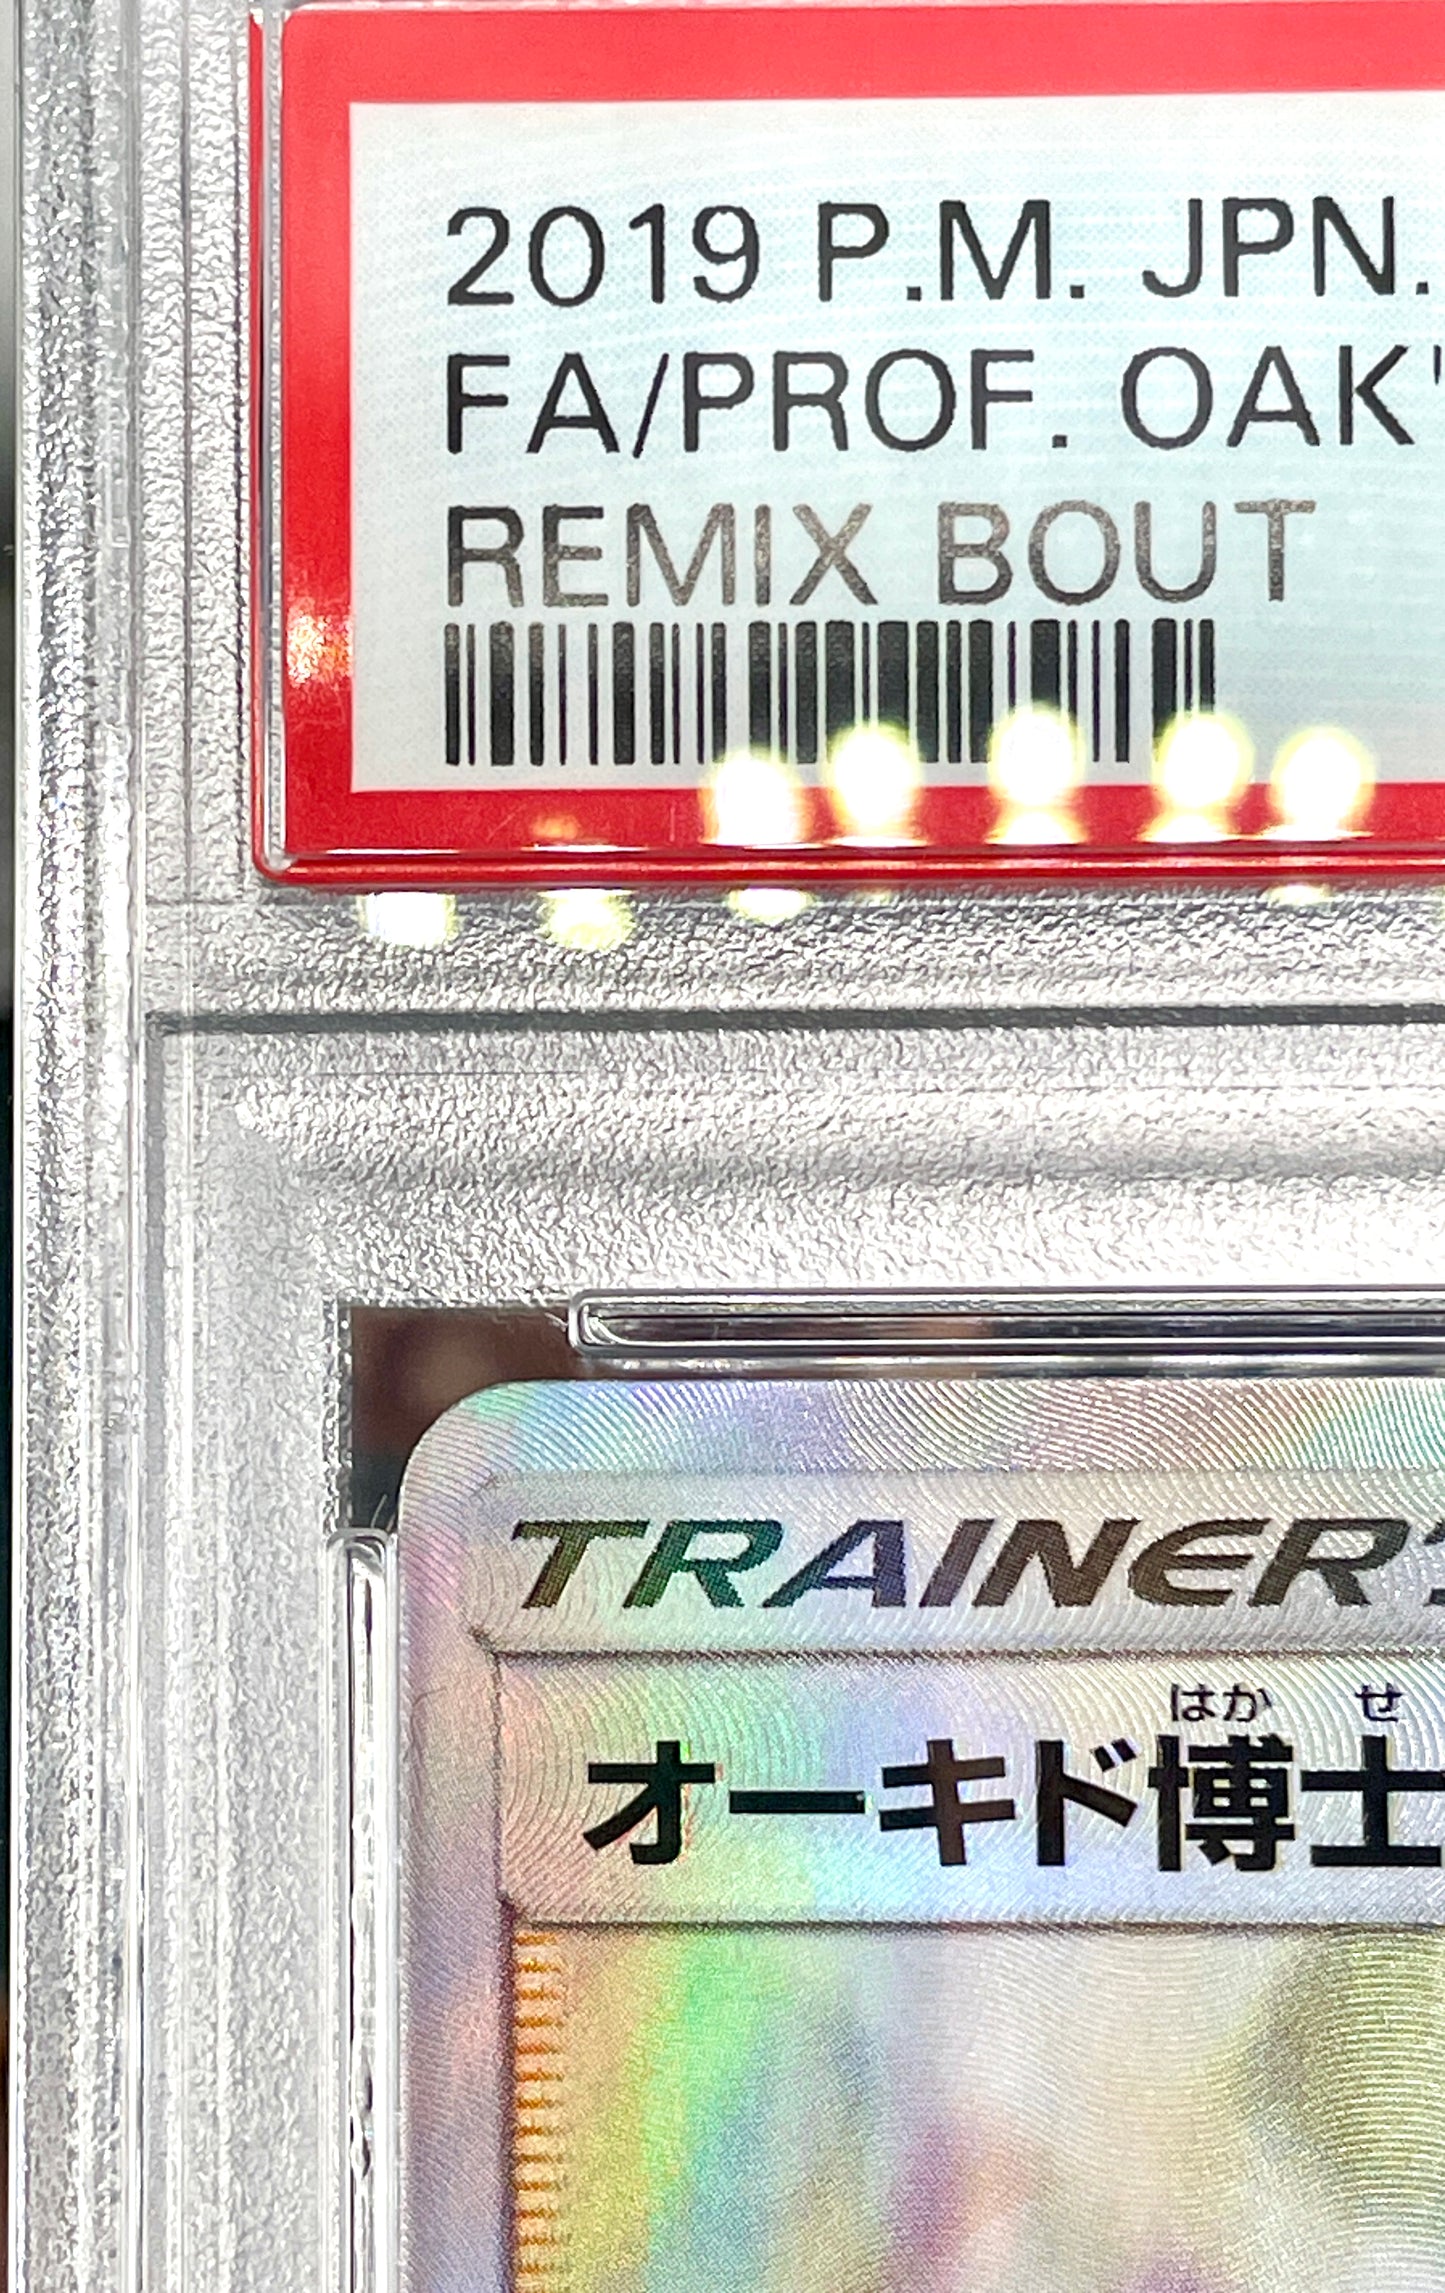 2019 P.M. JPN.
FA/PROF. OAK'
REMIX BOUT
TRAINER
はかせ
オーキド博士